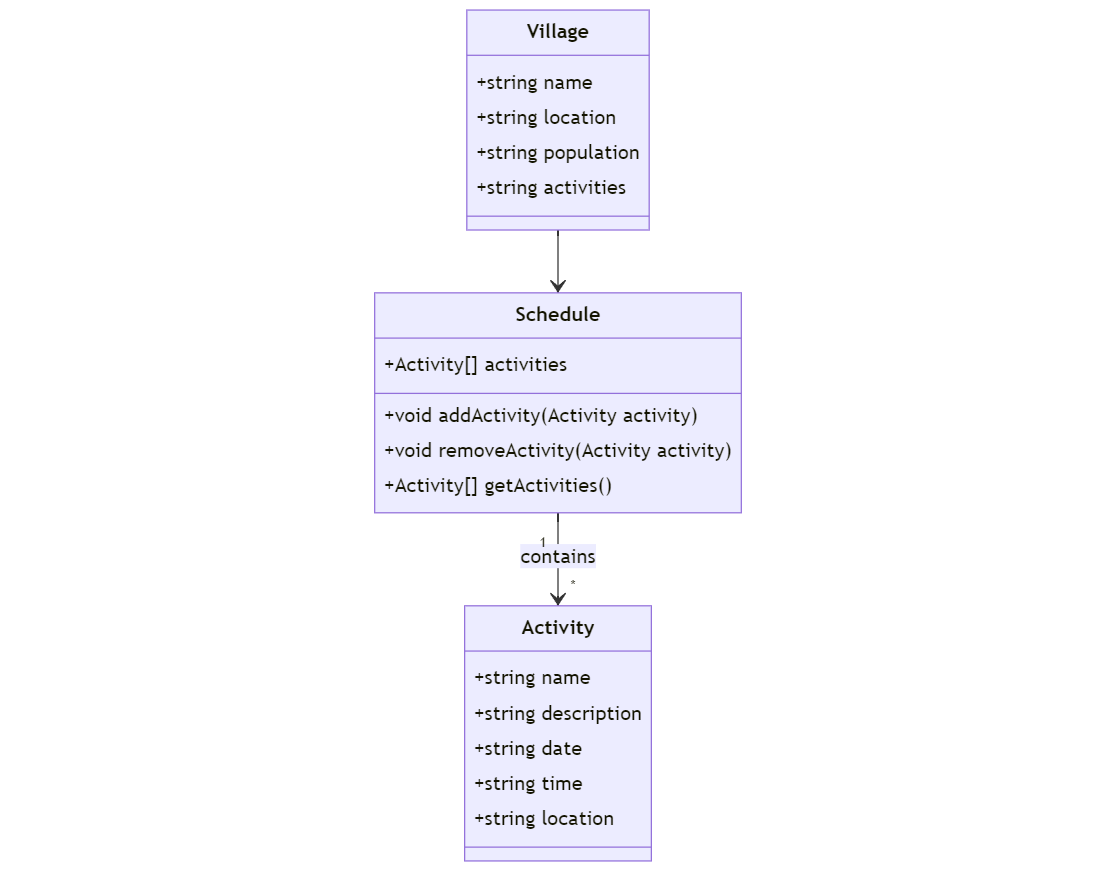 Village
+string name
+string location
+string population
+string activities
Schedule
+Activity[] activities
+void addActivity(Activity activity)
+void removeActivity(Activity activity)
+Activity[] getActivities()
1
contains
*
Activity
+string name
+string description
+string date
+string time
+string location